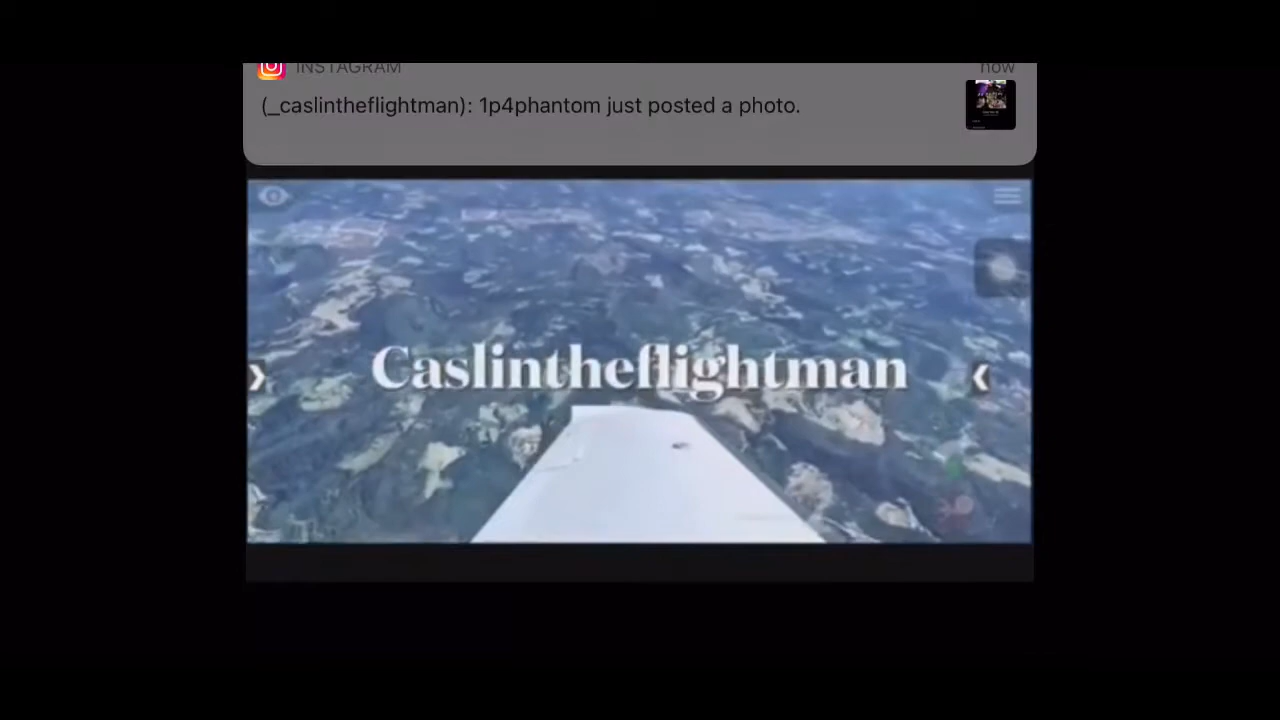 INSTAGRAM
now
(_caslintheflightman): 1p4phantom just posted a photo.
Caslintheflightman